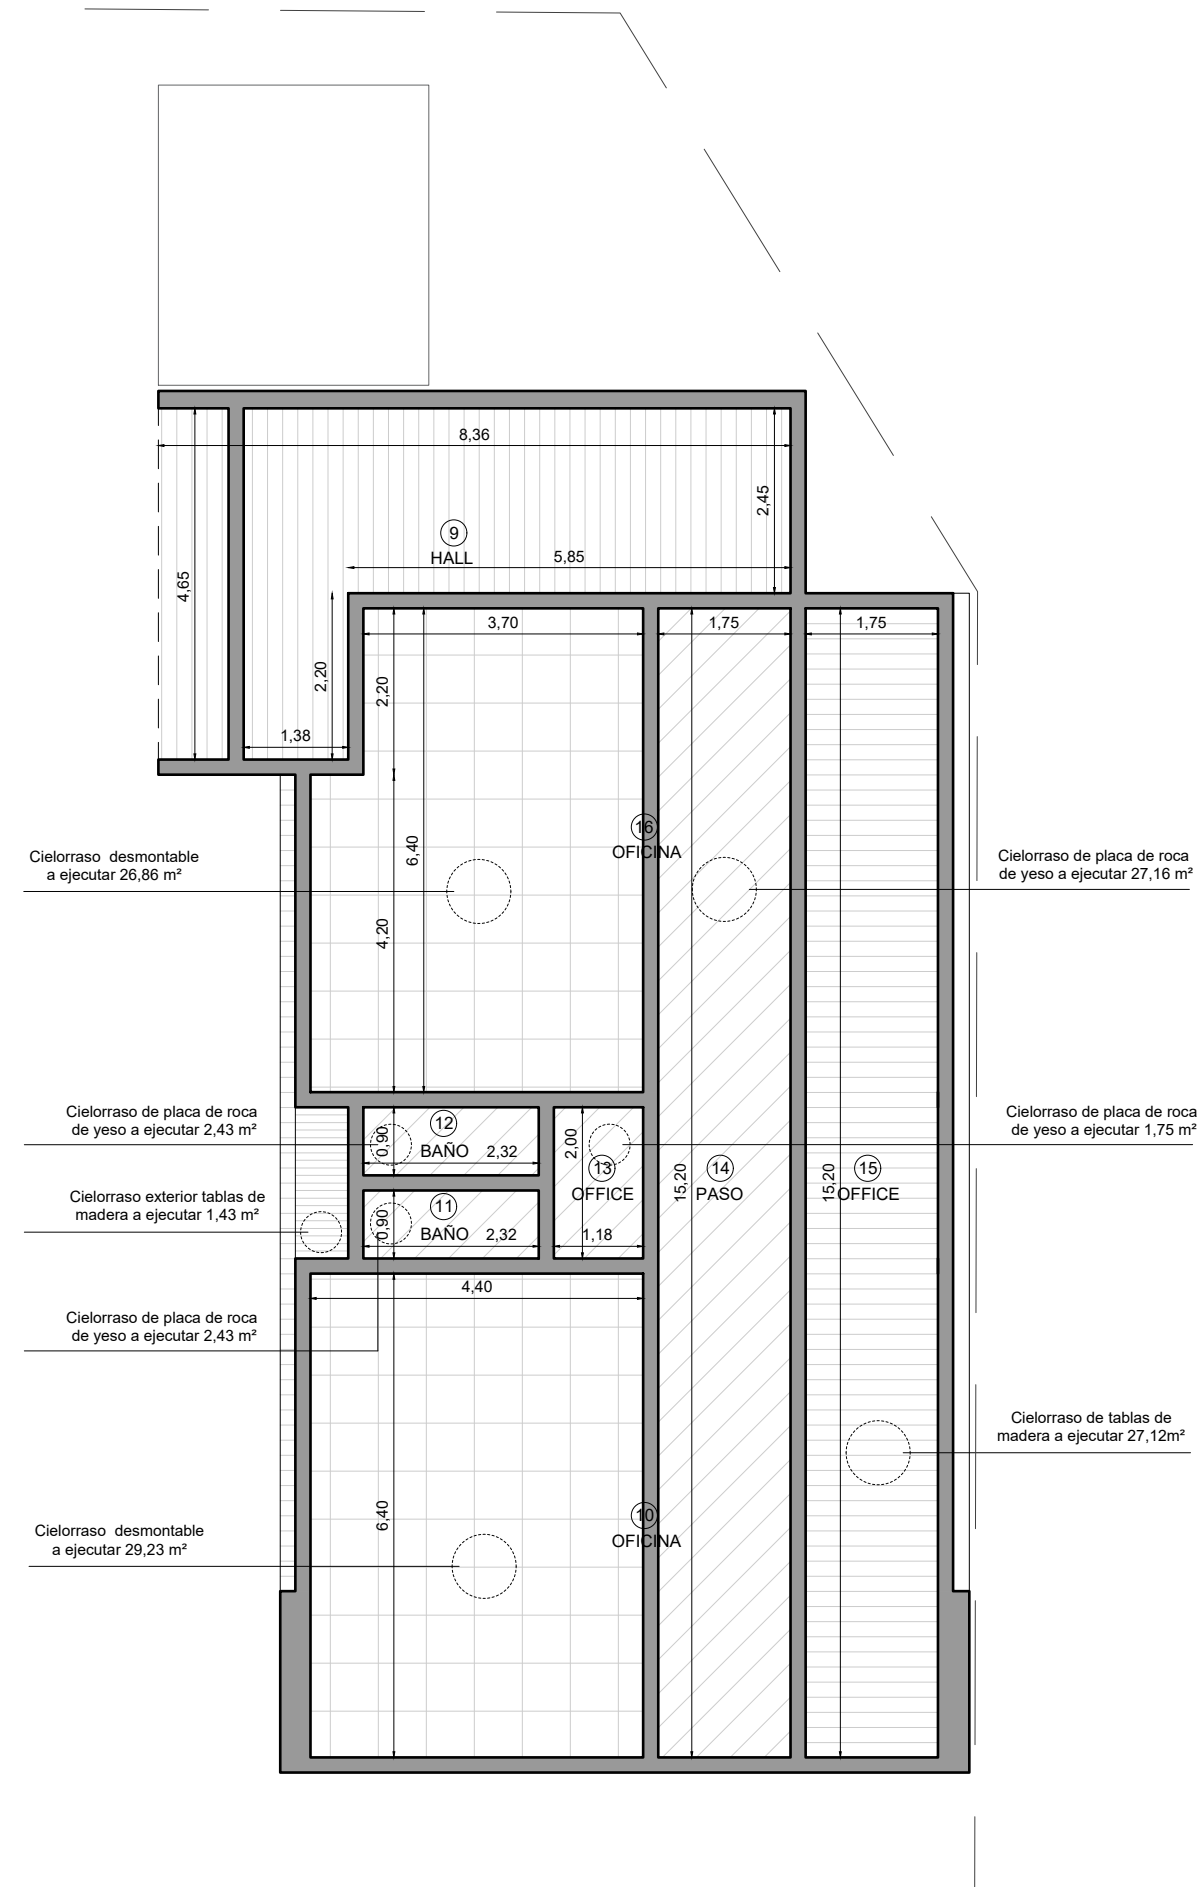 8,36
2,45
9
HALL
5,85
4,65
3,70
1,75
1,75
2,20
2,20
1,38
16
OFICINA
6,40
Cielorraso  desmontable
a ejecutar 26,86 m²
Cielorraso de placa de roca
de yeso a ejecutar 27,16 m²
4,20
Cielorraso de placa de roca
de yeso a ejecutar 2,43 m²
12
BAÑO
0,90
2,32
2,00
Cielorraso de placa de roca
de yeso a ejecutar 1,75 m²
13
OFFICE
14
PASO
15,20
15
OFFICE
15,20
Cielorraso exterior tablas de
madera a ejecutar 1,43 m²
11
BAÑO
0,90
2,32
1,18
4,40
Cielorraso de placa de roca
de yeso a ejecutar 2,43 m²
Cielorraso de tablas de
madera a ejecutar 27,12m²
6,40
10
OFICINA
Cielorraso  desmontable
a ejecutar 29,23 m²